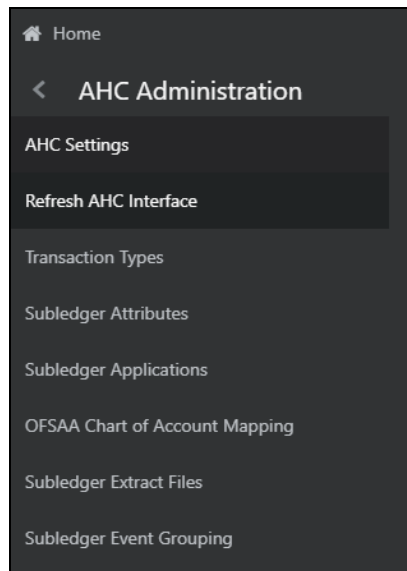 Home
AHC Administration
AHC Settings
Refresh AHC Interface
Transaction Types
Subledger Attributes
Subledger Applications
OFSAA Chart of Account Mapping
Subledger Extract Files
Subledger Event Grouping